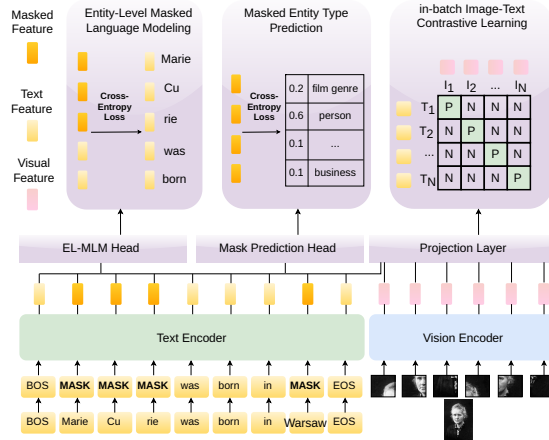 Masked Feature
Text Feature
Visual Feature
Entity-Level Masked
Language Modeling
Cross-
Entropy
Loss
Marie
Cu
rie
was
born
Masked Entity Type
Prediction
Cross-
Entropy
Loss
0.2 film genre
0.6 person
0.1 ...
0.1 business
in-batch Image-Text
Contrastive Learning
I1 I2 ... IN
T1 P N N N
T2 N P N N
... N N P N
TN N N N P
EL-MLM Head
Mask Prediction Head
Projection Layer
Text Encoder
Vision Encoder
BOS MASK MASK MASK was born in MASK EOS
BOS Marie Cu rie was born in Warsaw EOS